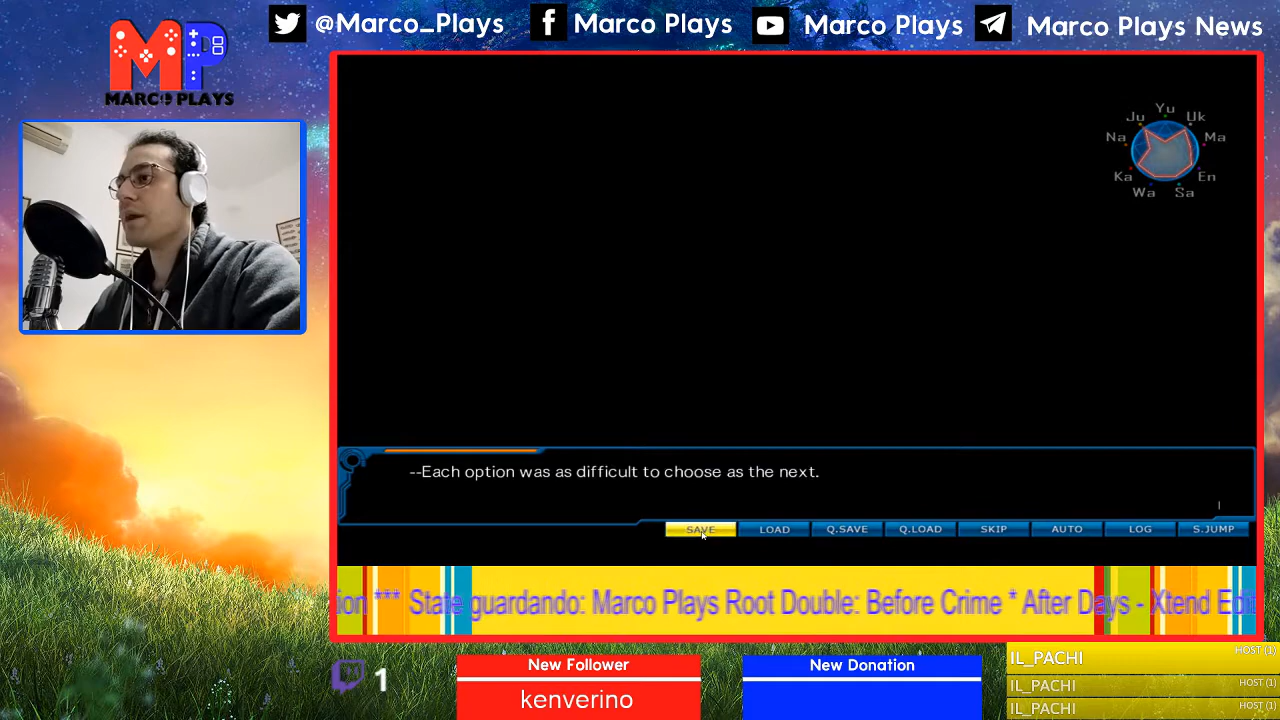 @Marco_Plays
Marco Plays
Marco Plays
Marco Plays News
MP
MARCO PLAYS
Yu
Ju
Uk
Na
Ma
Ka
En
Wa
Sa
--Each option was as difficult to choose as the next.
SAVE
LOAD
Q.SAVE
Q.LOAD
SKIP
AUTO
LOG
S.JUMP
ion *** State guardando: Marco Plays Root Double: Before Crime * After Days - Xtend Edit
1
New Follower
kenverino
New Donation
IL_PACHI
HOST (1)
IL_PACHI
HOST (1)
IL_PACHI
HOST (1)